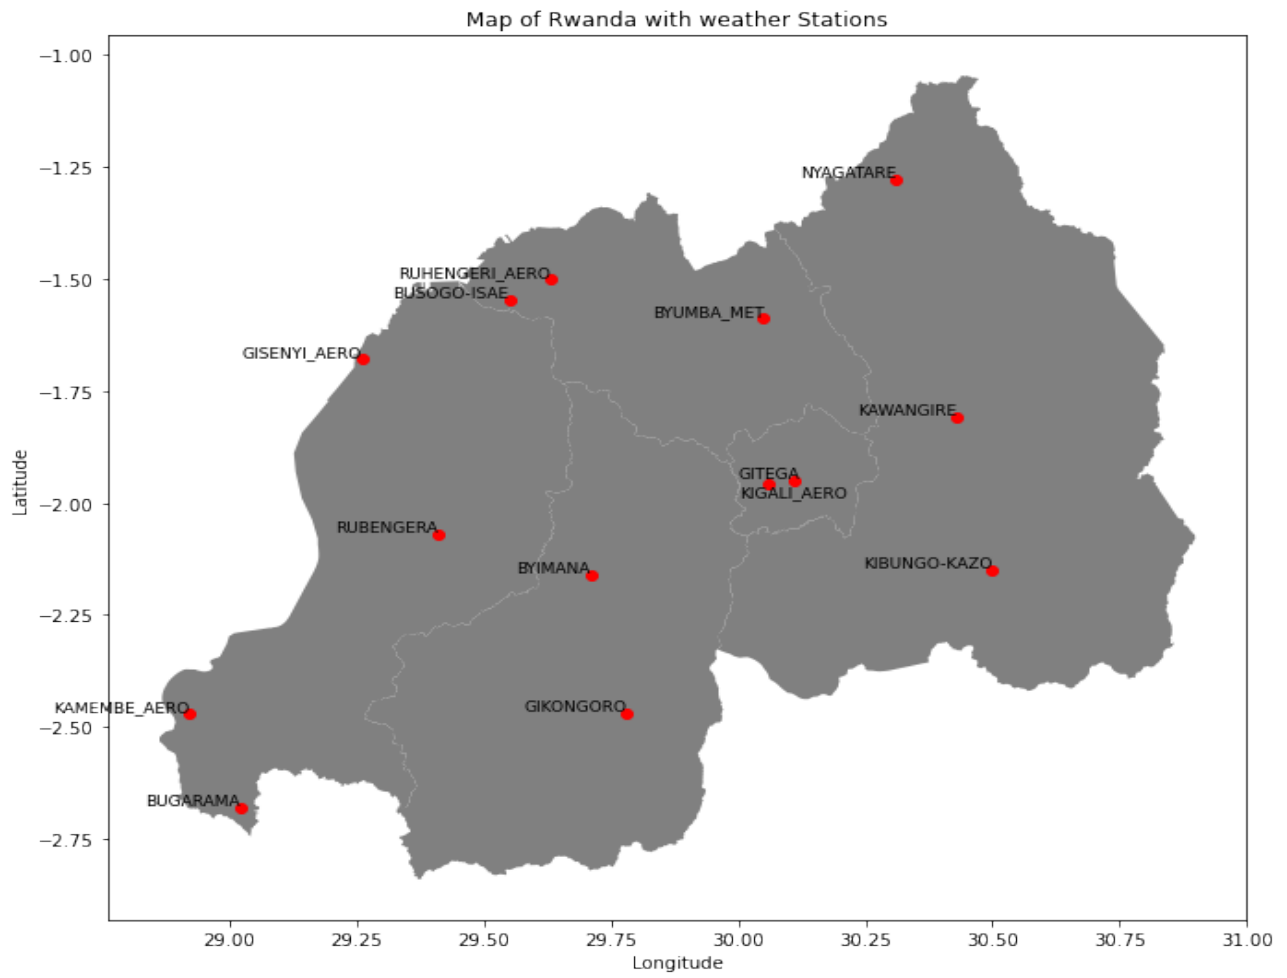 Map of Rwanda with weather Stations
−1.00
−1.25
NYAGATARE
−1.50
RUHENGERI_AERO
BUSOGO-ISAE
BYUMBA_MET
GISENYI_AERO
−1.75
KAWANGIRE
Latitude
GITEGA
KIGALI_AERO
−2.00
RUBENGERA
BYIMANA
KIBUNGO-KAZO
−2.25
KAMEMBE_AERO
GIKONGORO
−2.50
BUGARAMA
−2.75
29.00 29.25 29.50 29.75 30.00 30.25 30.50 30.75 31.00
Longitude